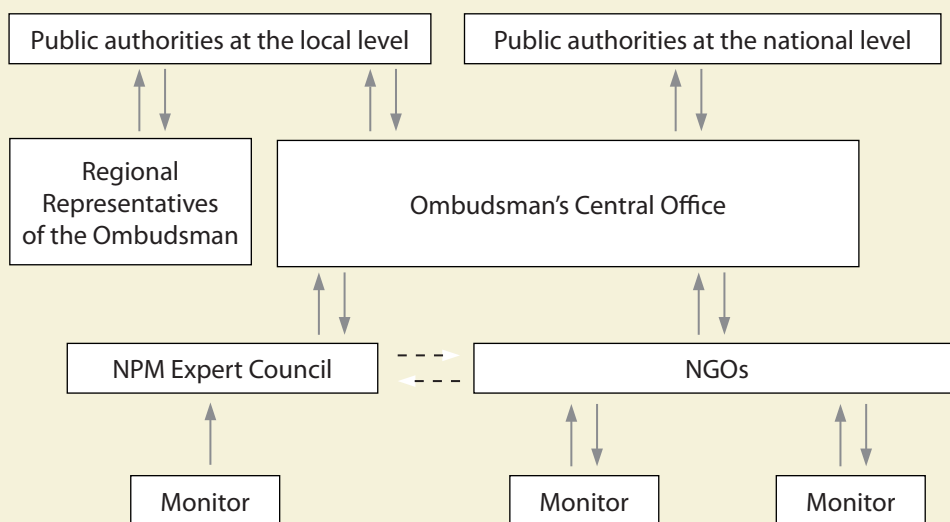 Public authorities at the local level
Public authorities at the national level
Regional
Representatives
of the Ombudsman
Ombudsman’s Central Office
NPM Expert Council
NGOs
Monitor
Monitor
Monitor